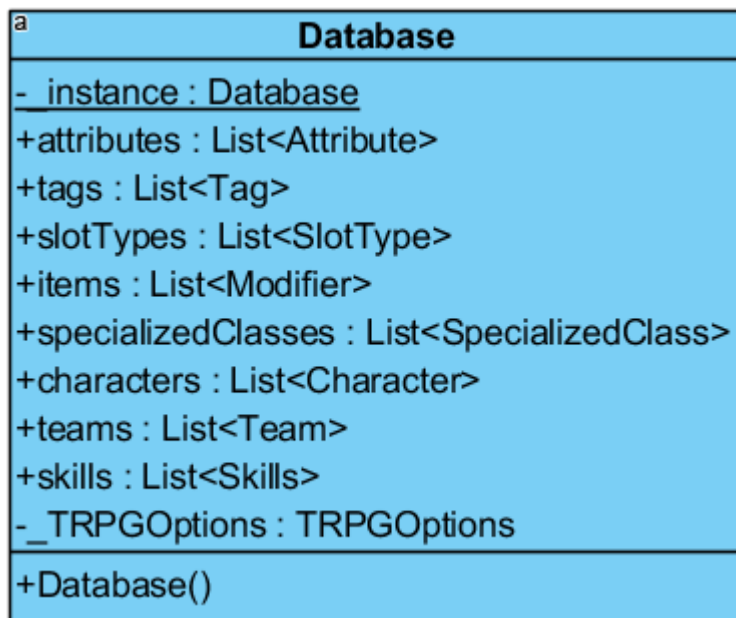 a
Database
-_instance : Database
+attributes : List<Attribute>
+tags : List<Tag>
+slotTypes : List<SlotType>
+items : List<Modifier>
+specializedClasses : List<SpecializedClass>
+characters : List<Character>
+teams : List<Team>
+skills : List<Skills>
-_TRPGOptions : TRPGOptions
+Database()